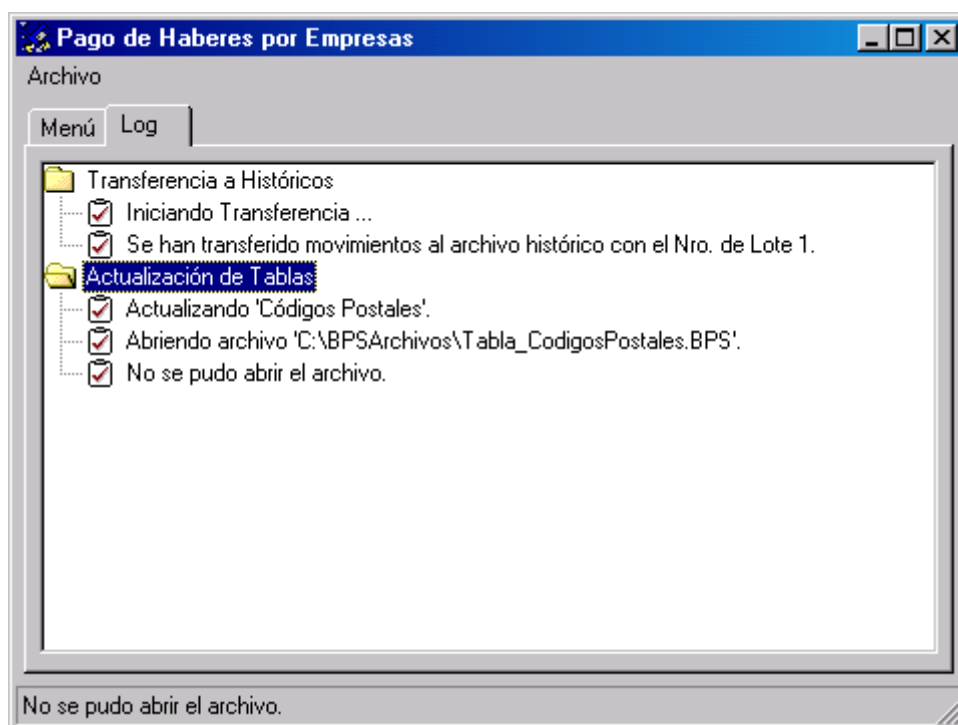 Pago de Haberes por Empresas
Archivo
Menú Log
Transferencia a Históricos
Iniciando Transferencia ...
Se han transferido movimientos al archivo histórico con el Nro. de Lote 1.
Actualización de Tablas
Actualizando 'Códigos Postales'.
Abriendo archivo 'C:\BPSArchivos\Tabla_CodigosPostales.BPS'.
No se pudo abrir el archivo.
No se pudo abrir el archivo.